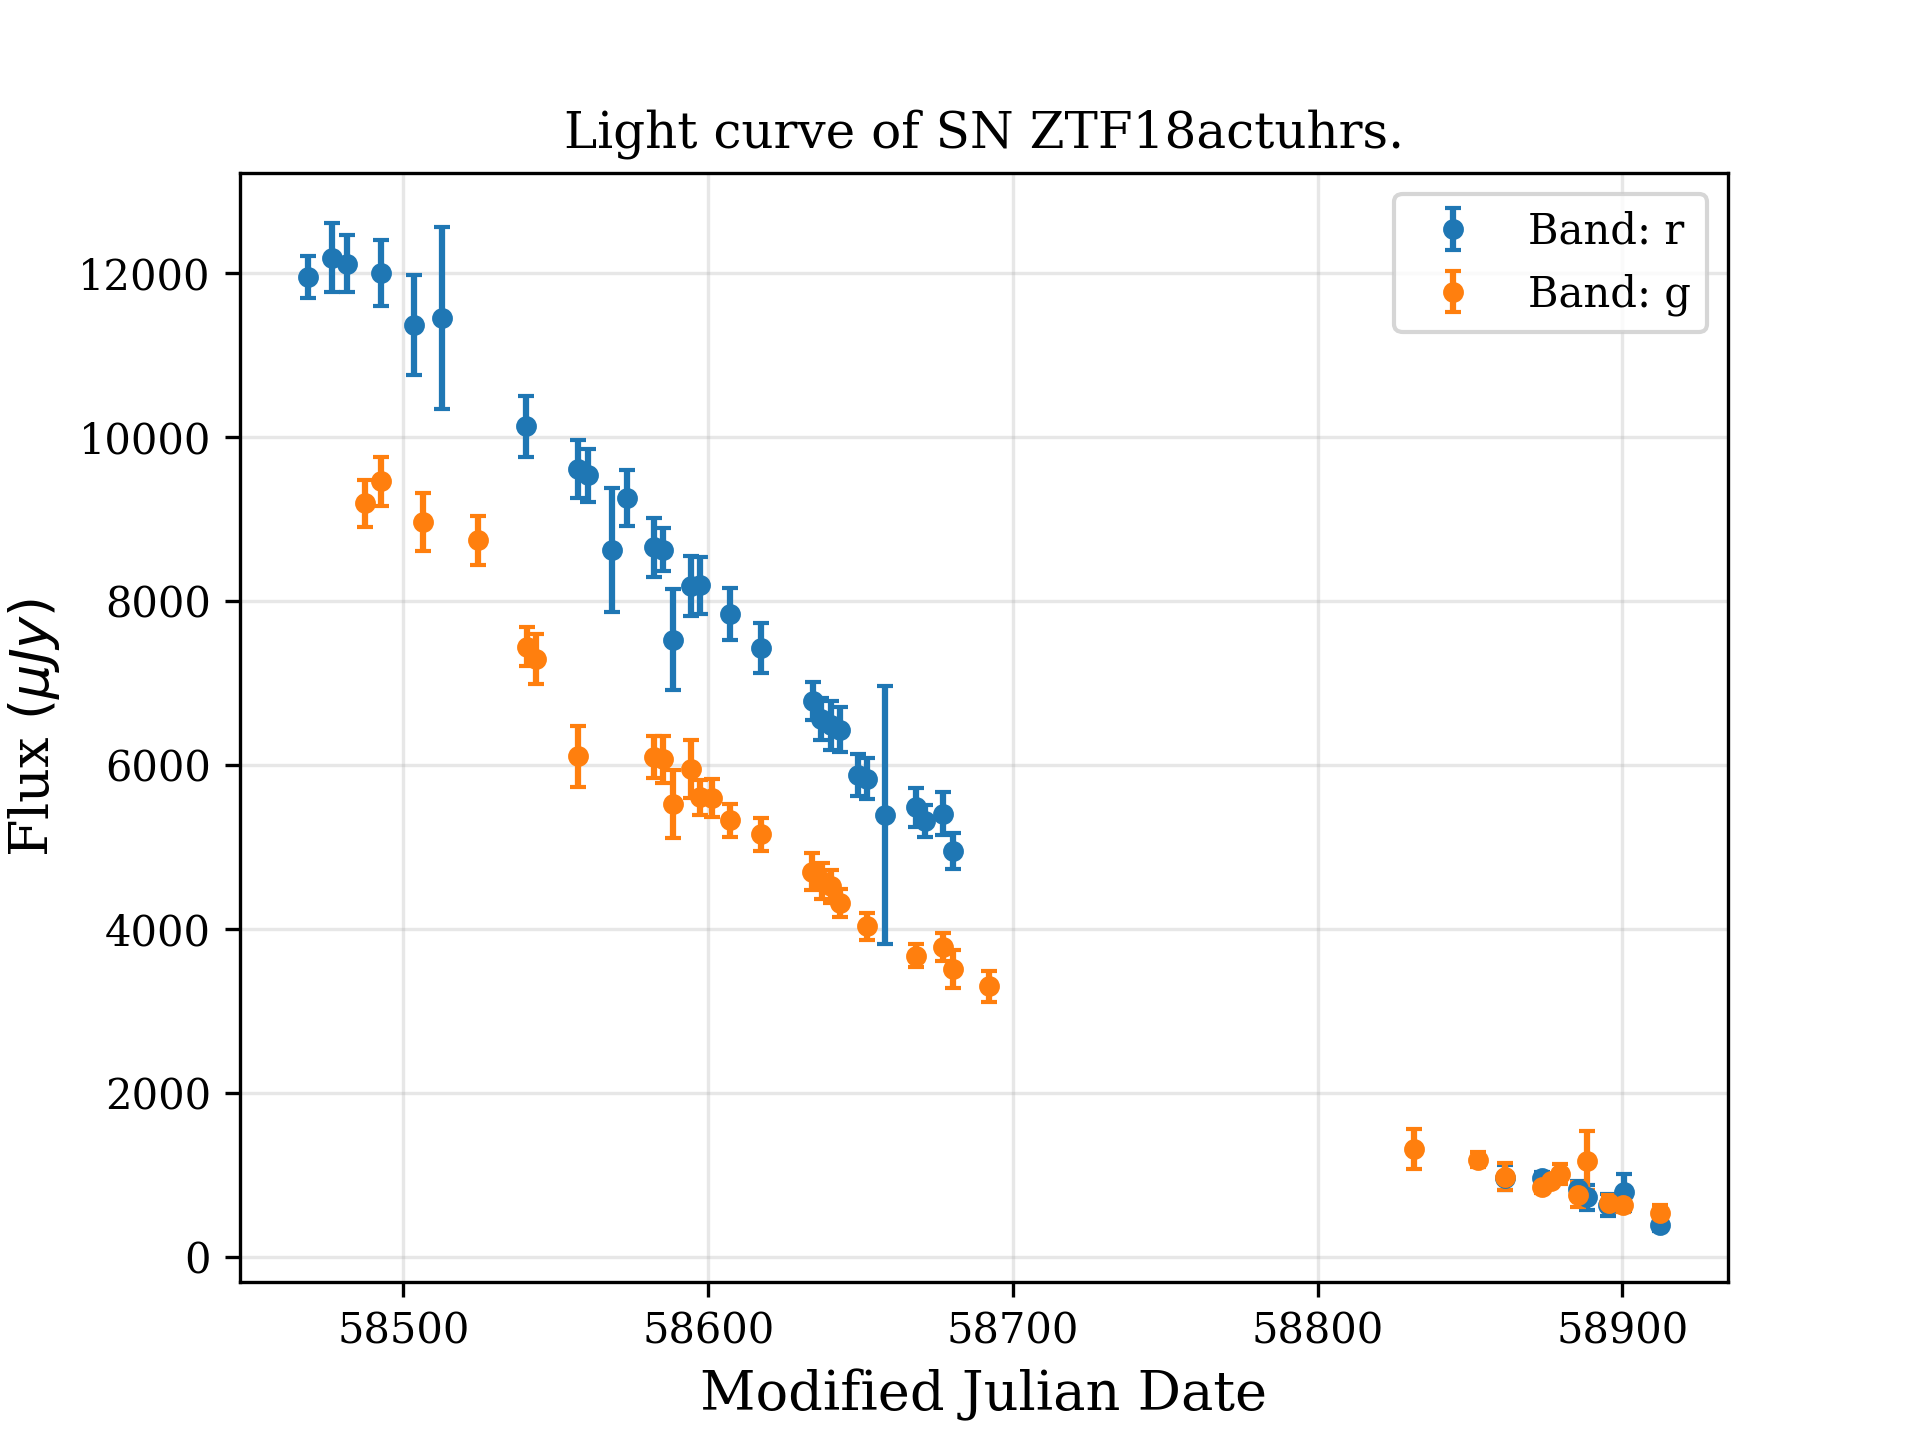 Light curve of SN ZTF18actuhrs.
Band: r
Band: g
12000
10000
8000
6000
4000
2000
0
Flux (μJy)
58500 58600 58700 58800 58900
Modified Julian Date